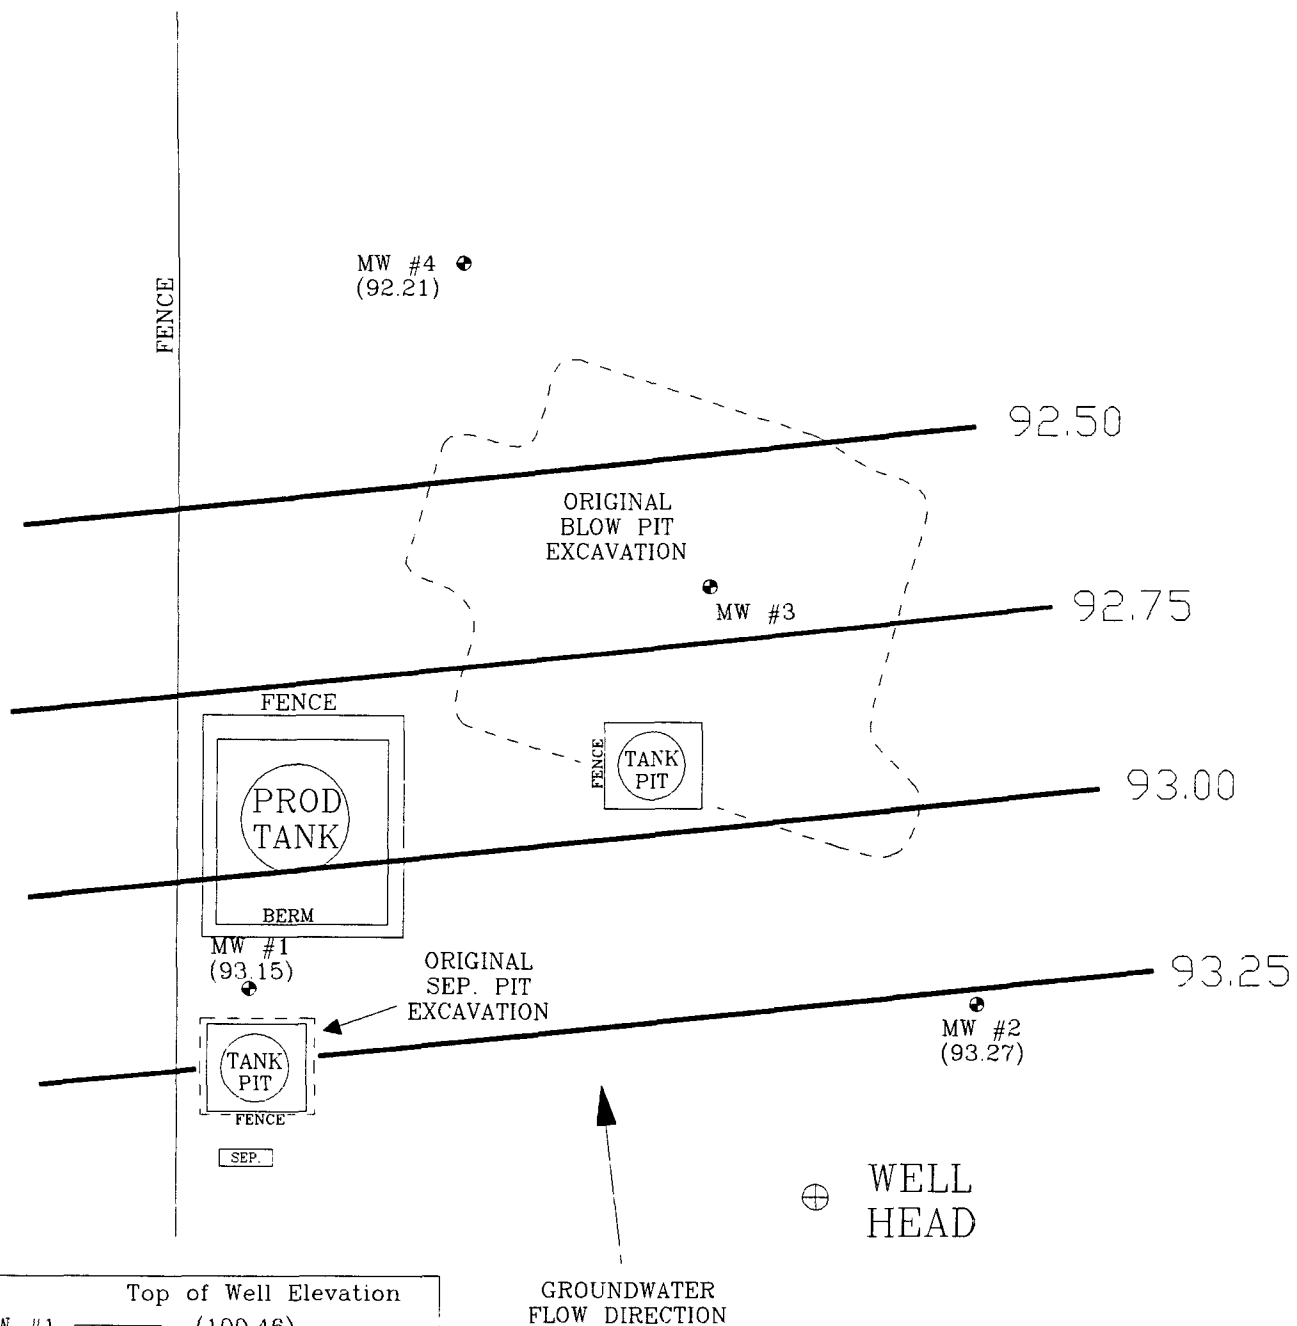 FENCE
MW #4
(92.21)
92.50
ORIGINAL
BLOW PIT
EXCAVATION
MW #3
92.75
FENCE
PROD
TANK
BERM
FENCE
TANK
PIT
93.00
MW #1
(93.15)
ORIGINAL
SEP. PIT
EXCAVATION
93.25
MW #2
(93.27)
TANK
PIT
FENCE
SEP.
WELL
HEAD
GROUNDWATER
FLOW DIRECTION
Top of Well Elevation
#1 (100.46)